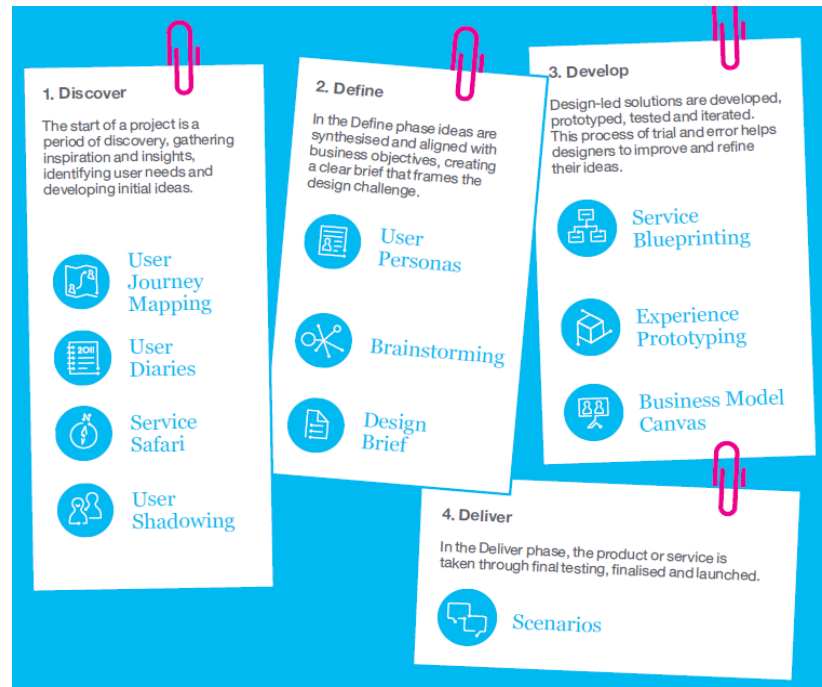 1. Discover
The start of a project is a
period of discovery, gathering
inspiration and insights,
identifying user needs and
developing initial ideas.
User
Journey
Mapping
2011
User
Diaries
N
Service
Safari
User
Shadowing
2. Define
In the Define phase ideas are
synthesised and aligned with
business objectives, creating
a clear brief that frames the
design challenge.
User
Personas
Brainstorming
Design
Brief
3. Develop
Design-led solutions are developed,
prototyped, tested and iterated.
This process of trial and error helps
designers to improve and refine
their ideas.
Service
Blueprinting
Experience
Prototyping
Business Model
Canvas
4. Deliver
In the Deliver phase, the product or service is
taken through final testing, finalised and launched.
Scenarios